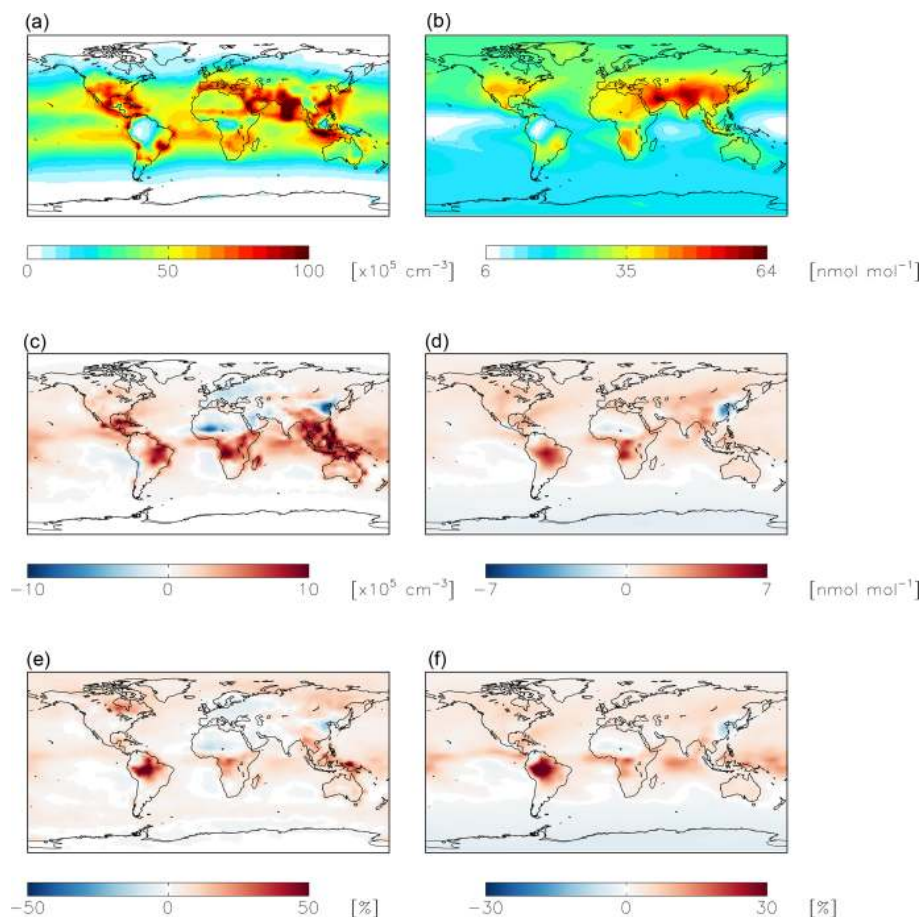 (a) (b)
0 50 100 [x10⁵ cm⁻³] 6 35 64 [nmol mol⁻¹]
(c) (d)
−10 0 10 [x10⁵ cm⁻³] −7 0 7 [nmol mol⁻¹]
(e) (f)
−50 0 50 [%] −30 0 30 [%]